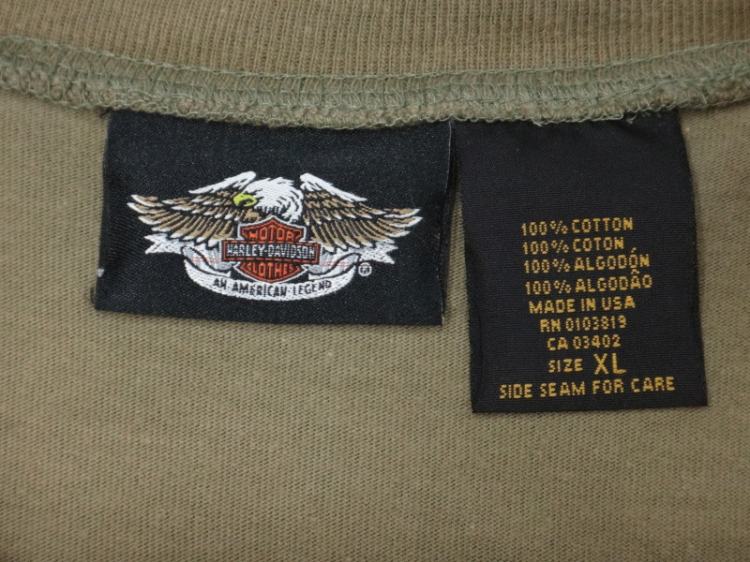 MOTOR
HARLEY-DAVIDSON
CLOTHES
AN AMERICAN LEGEND
®
100% COTTON
100% COTON
100% ALGODÓN
100% ALGODÃO
MADE IN USA
RN 0103819
CA 03402
SIZE XL
SIDE SEAM FOR CARE